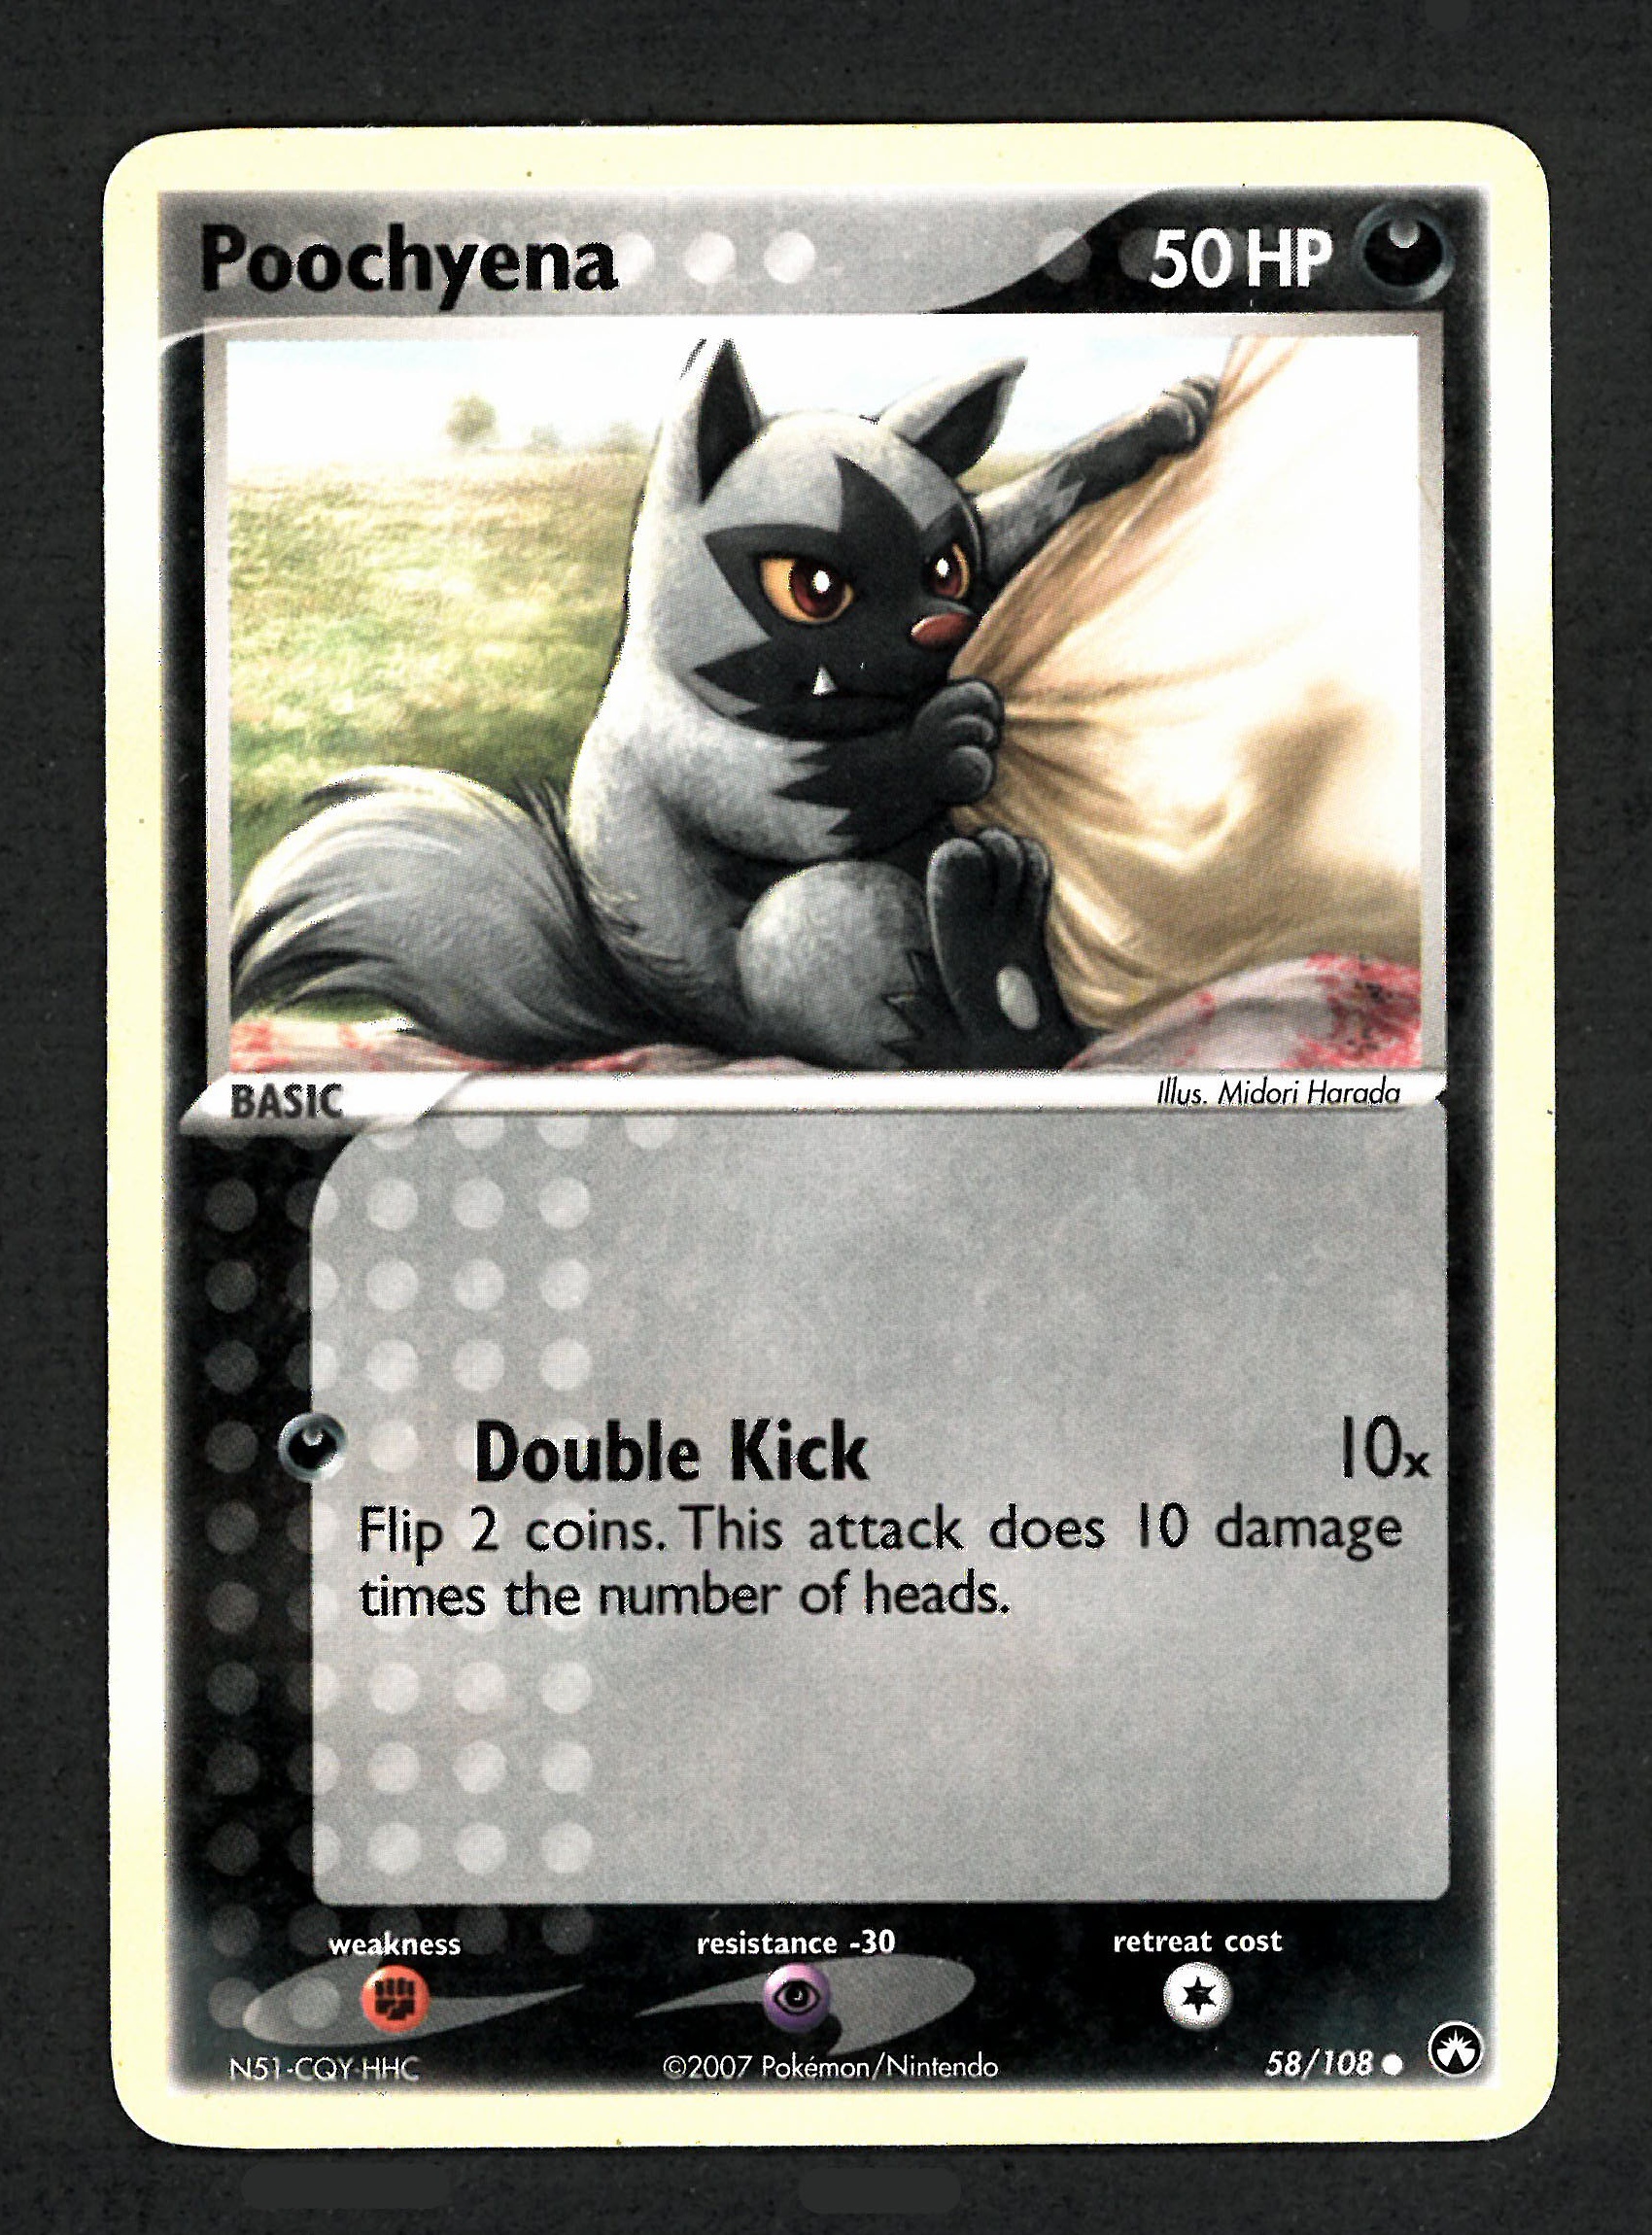 Poochyena 50 HP
BASIC
Illus. Midori Harada
Double Kick 10x
Flip 2 coins. This attack does 10 damage
times the number of heads.
weakness resistance -30 retreat cost
N51-CQY-HHC ©2007 Pokémon/Nintendo 58/108